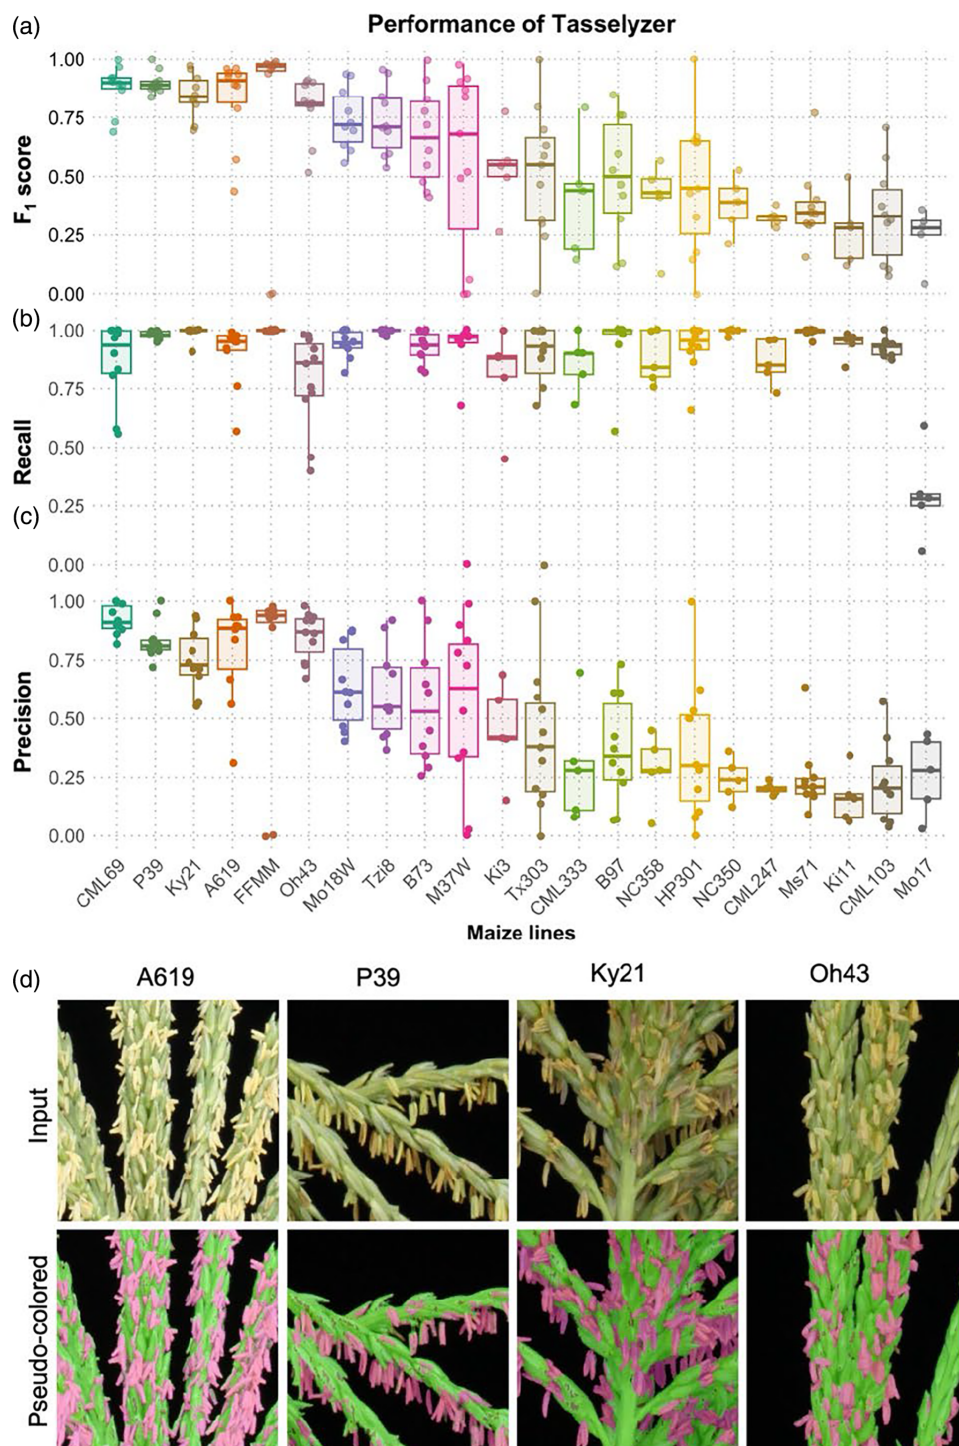 (a)
Performance of Tasselyzer
F1 score
1.00
0.75
0.50
0.25
0.00
(b)
Recall
1.00
0.75
0.50
0.25
0.00
(c)
Precision
1.00
0.75
0.50
0.25
0.00
CML69 P39 Ky21 A619 FFMM Oh43 Mo18W Tzi8 B73 M37W Ki3 Tx303 CML333 B97 NC358 HP301 NC350 CML247 Ms71 Ki11 CML103 Mo17
Maize lines
(d)
A619 P39 Ky21 Oh43
Input
Pseudo-colored